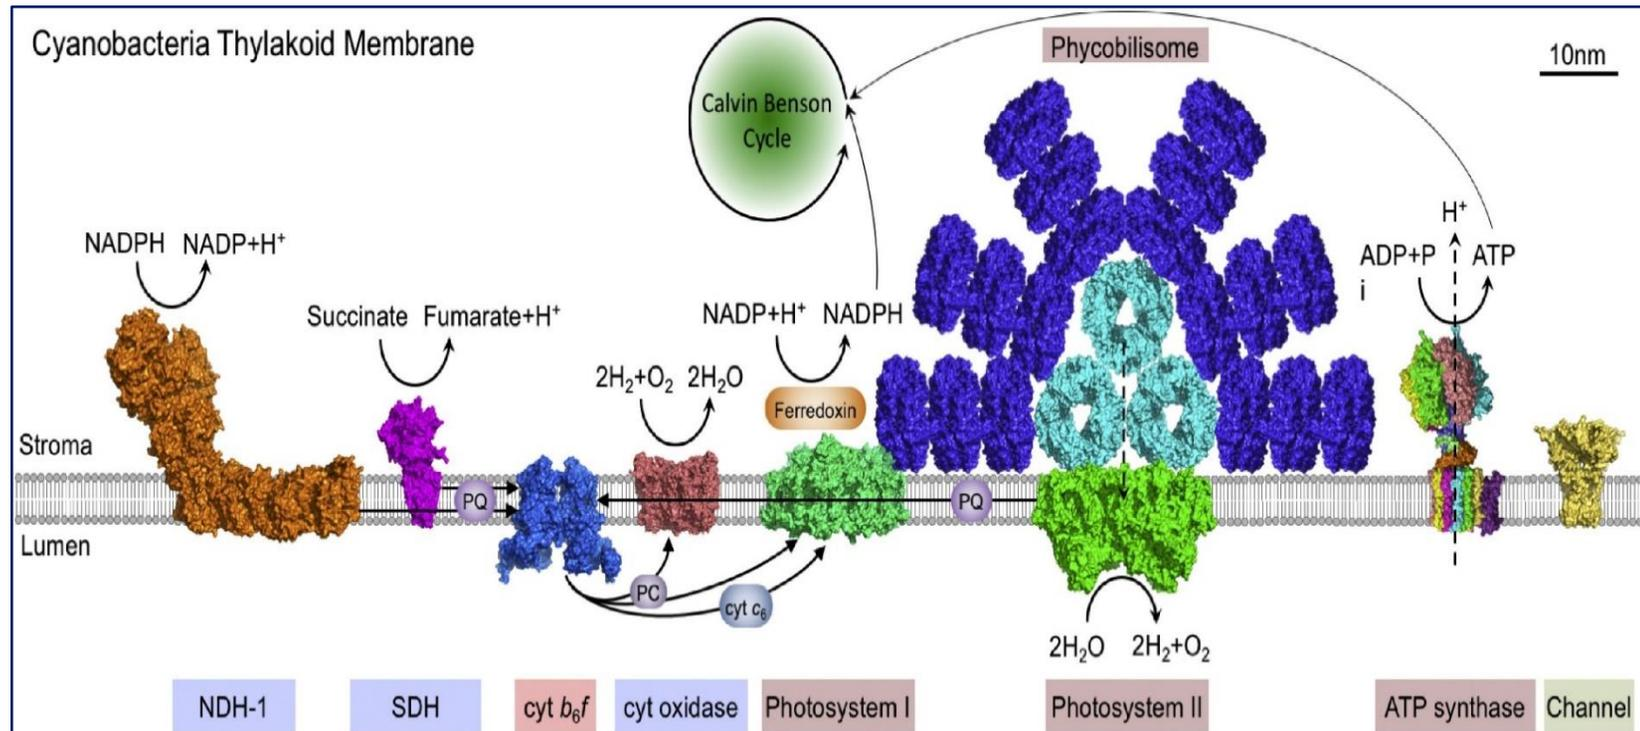 Cyanobacteria Thylakoid Membrane
Phycobilisome
10nm
Calvin Benson
Cycle
NADPH NADP+H⁺
Succinate Fumarate+H⁺
2H₂+O₂ 2H₂O
NADP+H⁺ NADPH
Ferredoxin
H⁺
ADP+P ATP
i
Stroma
Lumen
PQ
PQ
PC
cyt c₆
2H₂O 2H₂+O₂
NDH-1
SDH
cyt b₆f
cyt oxidase
Photosystem I
Photosystem II
ATP synthase
Channel